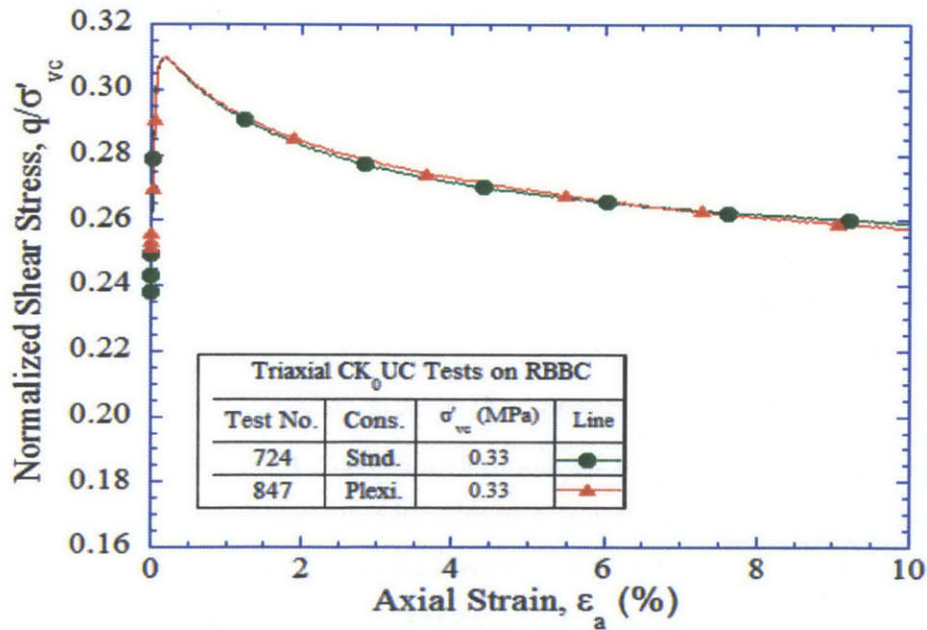 Normalized Shear Stress, q/σ'vc
0.32
0.30
0.28
0.26
0.24
0.22
0.20
0.18
0.16
Triaxial CK₀UC Tests on RBBC
Test No. Cons. σ'vc (MPa) Line
724 Stnd. 0.33
847 Plexi. 0.33
0 2 4 6 8 10
Axial Strain, εa (%)